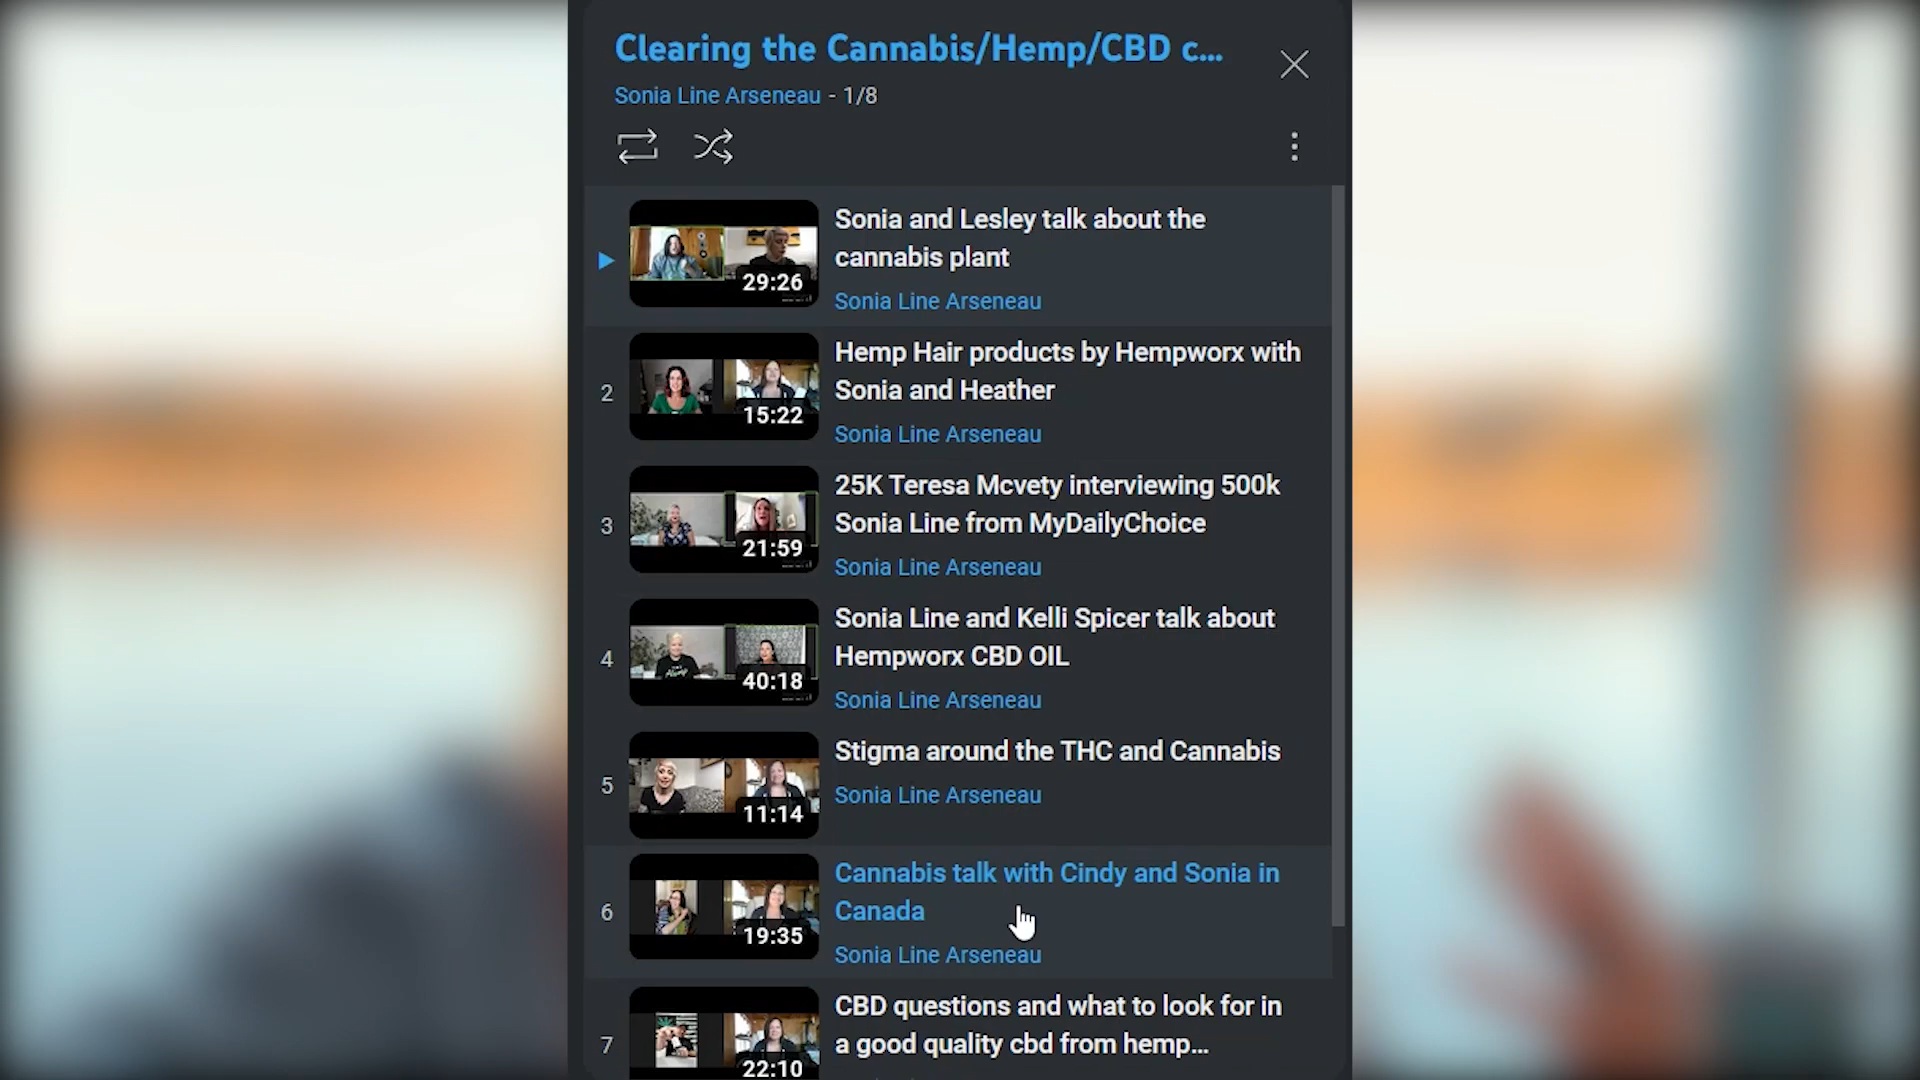 Clearing the Cannabis/Hemp/CBD c...
Sonia Line Arseneau - 1/8
Sonia and Lesley talk about the
cannabis plant
29:26
Sonia Line Arseneau
2
Hemp Hair products by Hempworx with
Sonia and Heather
15:22
Sonia Line Arseneau
3
25K Teresa Mcvety interviewing 500k
Sonia Line from MyDailyChoice
21:59
Sonia Line Arseneau
4
Sonia Line and Kelli Spicer talk about
Hempworx CBD OIL
40:18
Sonia Line Arseneau
5
Stigma around the THC and Cannabis
11:14
Sonia Line Arseneau
6
Cannabis talk with Cindy and Sonia in
Canada
19:35
Sonia Line Arseneau
7
CBD questions and what to look for in
a good quality cbd from hemp...
22:10